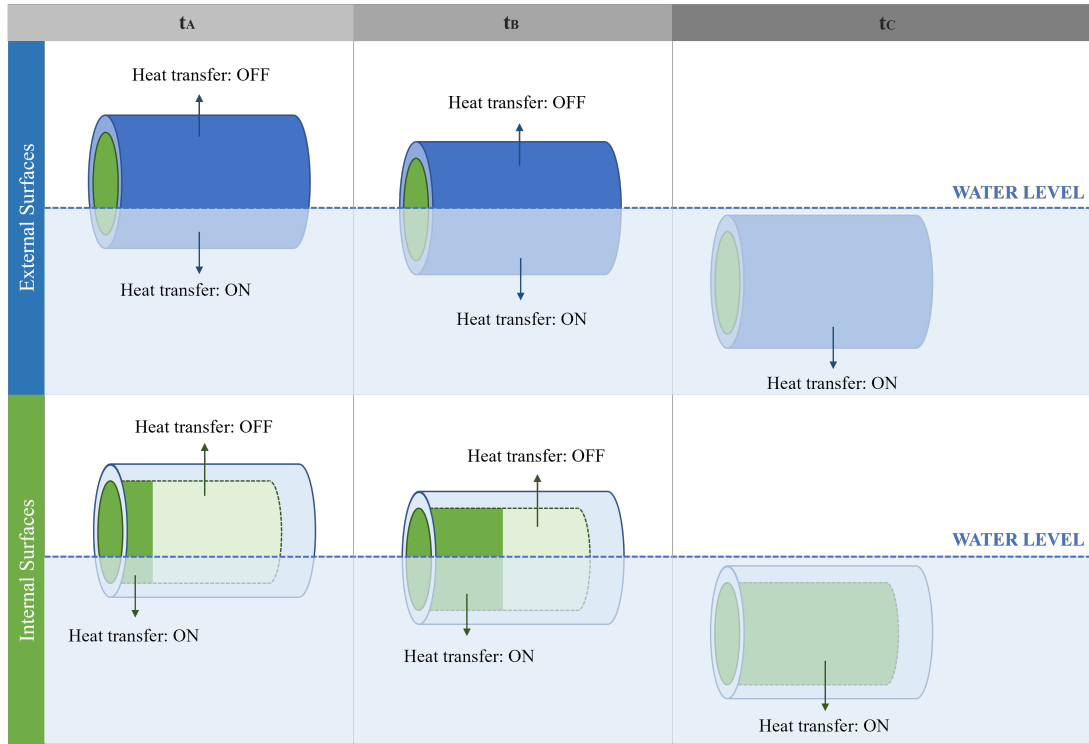 tA
tB
tC
External Surfaces
Heat transfer: OFF
Heat transfer: OFF
WATER LEVEL
Heat transfer: ON
Heat transfer: ON
Heat transfer: ON
Internal Surfaces
Heat transfer: OFF
Heat transfer: OFF
WATER LEVEL
Heat transfer: ON
Heat transfer: ON
Heat transfer: ON